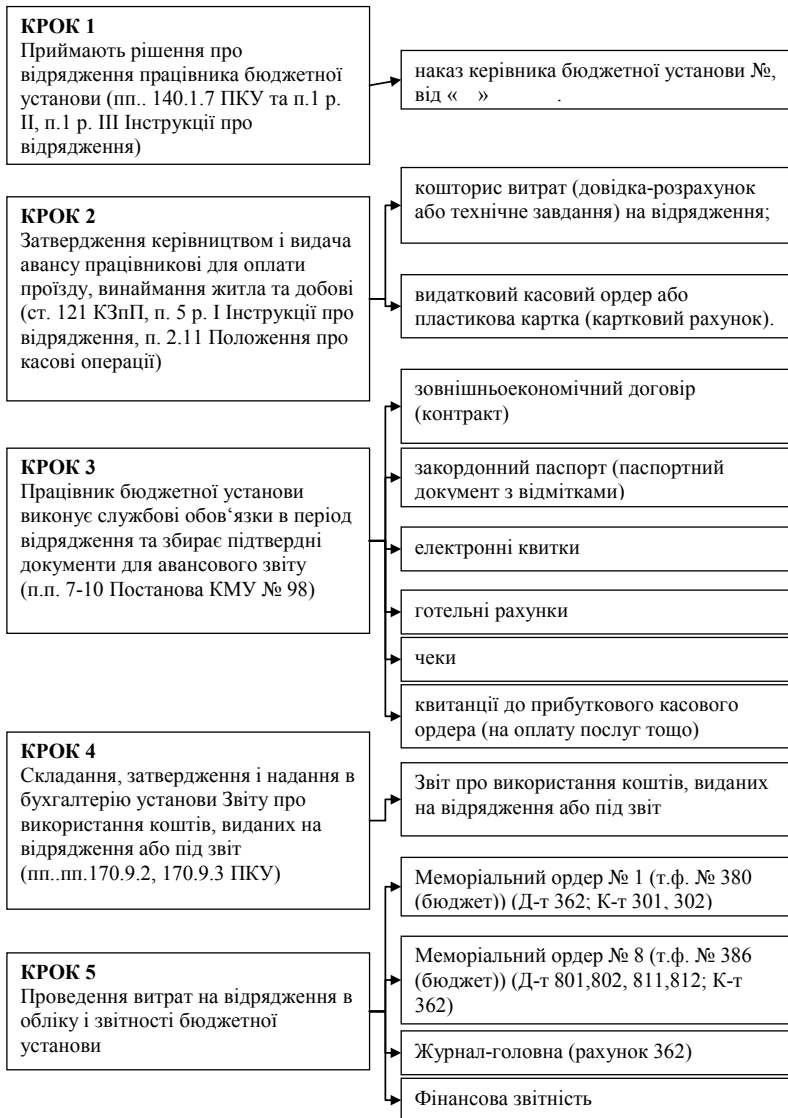 КРОК 1
Приймають рішення про
відрядження працівника бюджетної
установи (пп.. 140.1.7 ПКУ та п.1 р.
ІІ, п.1 р. ІІІ Інструкції про
відрядження)
наказ керівника бюджетної установи №,
від « » .
КРОК 2
Затвердження керівництвом і видача
авансу працівникові для оплати
проїзду, винаймання житла та добові
(ст. 121 КЗпП, п. 5 р. І Інструкції про
відрядження, п. 2.11 Положення про
касові операції)
кошторис витрат (довідка-розрахунок
або технічне завдання) на відрядження;
видатковий касовий ордер або
пластикова картка (картковий рахунок).
КРОК 3
Працівник бюджетної установи
виконує службові обов‘язки в період
відрядження та збирає підтвердні
документи для авансового звіту
(п.п. 7-10 Постанова КМУ № 98)
зовнішньоекономічний договір
(контракт)
закордонний паспорт (паспортний
документ з відмітками)
електронні квитки
готельні рахунки
чеки
квитанції до прибуткового касового
ордера (на оплату послуг тощо)
КРОК 4
Складання, затвердження і надання в
бухгалтерію установи Звіту про
використання коштів, виданих на
відрядження або під звіт
(пп..пп.170.9.2, 170.9.3 ПКУ)
Звіт про використання коштів, виданих
на відрядження або під звіт
КРОК 5
Проведення витрат на відрядження в
обліку і звітності бюджетної
установи
Меморіальний ордер № 1 (т.ф. № 380
(бюджет)) (Д-т 362; К-т 301, 302)
Меморіальний ордер № 8 (т.ф. № 386
(бюджет)) (Д-т 801,802, 811,812; К-т
362)
Журнал-головна (рахунок 362)
Фінансова звітність